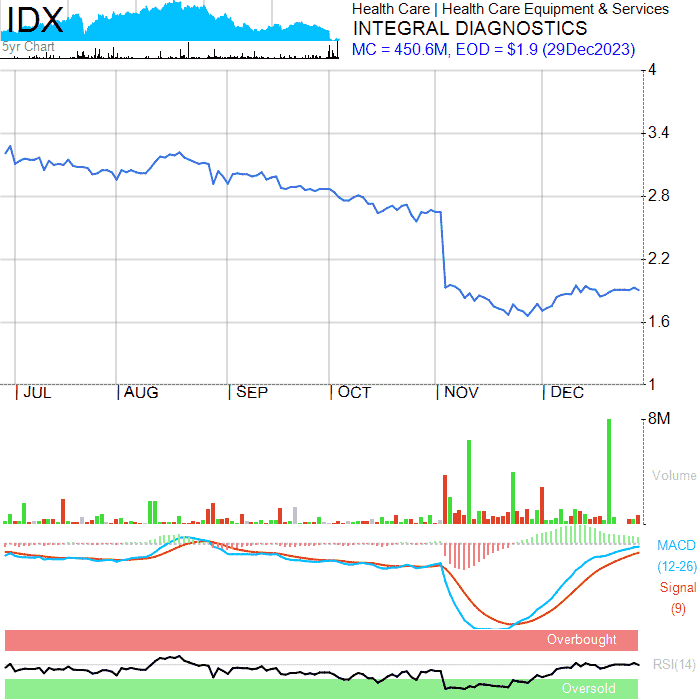 IDX
5yr Chart
Health Care | Health Care Equipment & Services
INTEGRAL DIAGNOSTICS
MC = 450.6M, EOD = $1.9 (29Dec2023)
4
3.4
2.8
2.2
1.6
1
JUL AUG SEP OCT NOV DEC
8M
Volume
MACD
(12-26)
Signal
(9)
Overbought
RSI(14)
Oversold